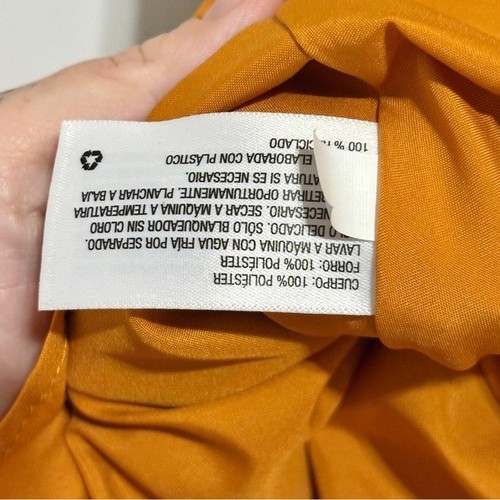 CUERPO: 100% POLIÉSTER
FORRO: 100% POLIÉSTER
LAVAR A MÁQUINA CON AGUA FRÍA POR SEPARADO.
DELICADO. SÓLO BLANQUEADOR SIN CLORO
NECESARIO. SECAR A MÁQUINA A TEMPERATURA
RETIRAR OPORTUNAMENTE. PLANCHAR A BAJA
SI ES NECESARIO.
ELABORADA CON PLÁSTICO
100 %